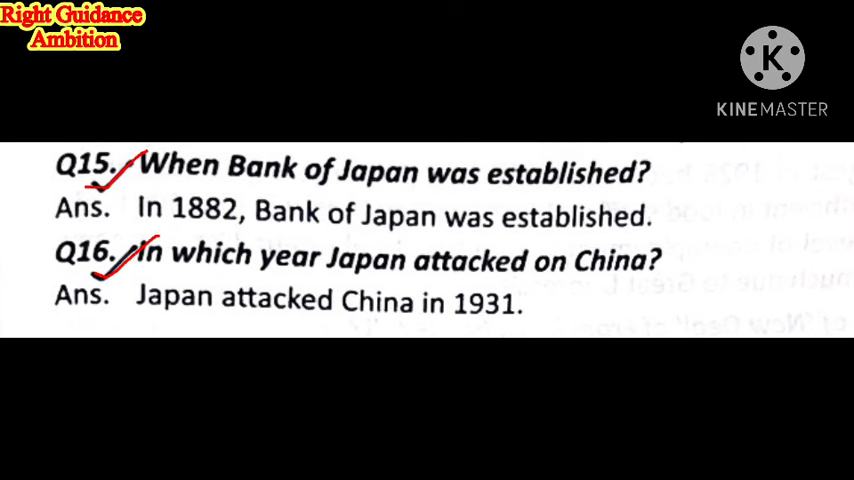 Right Guidance
Ambition
KINEMASTER
Q15. When Bank of Japan was established?
Ans. In 1882, Bank of Japan was established.
Q16. In which year Japan attacked on China?
Ans. Japan attacked China in 1931.